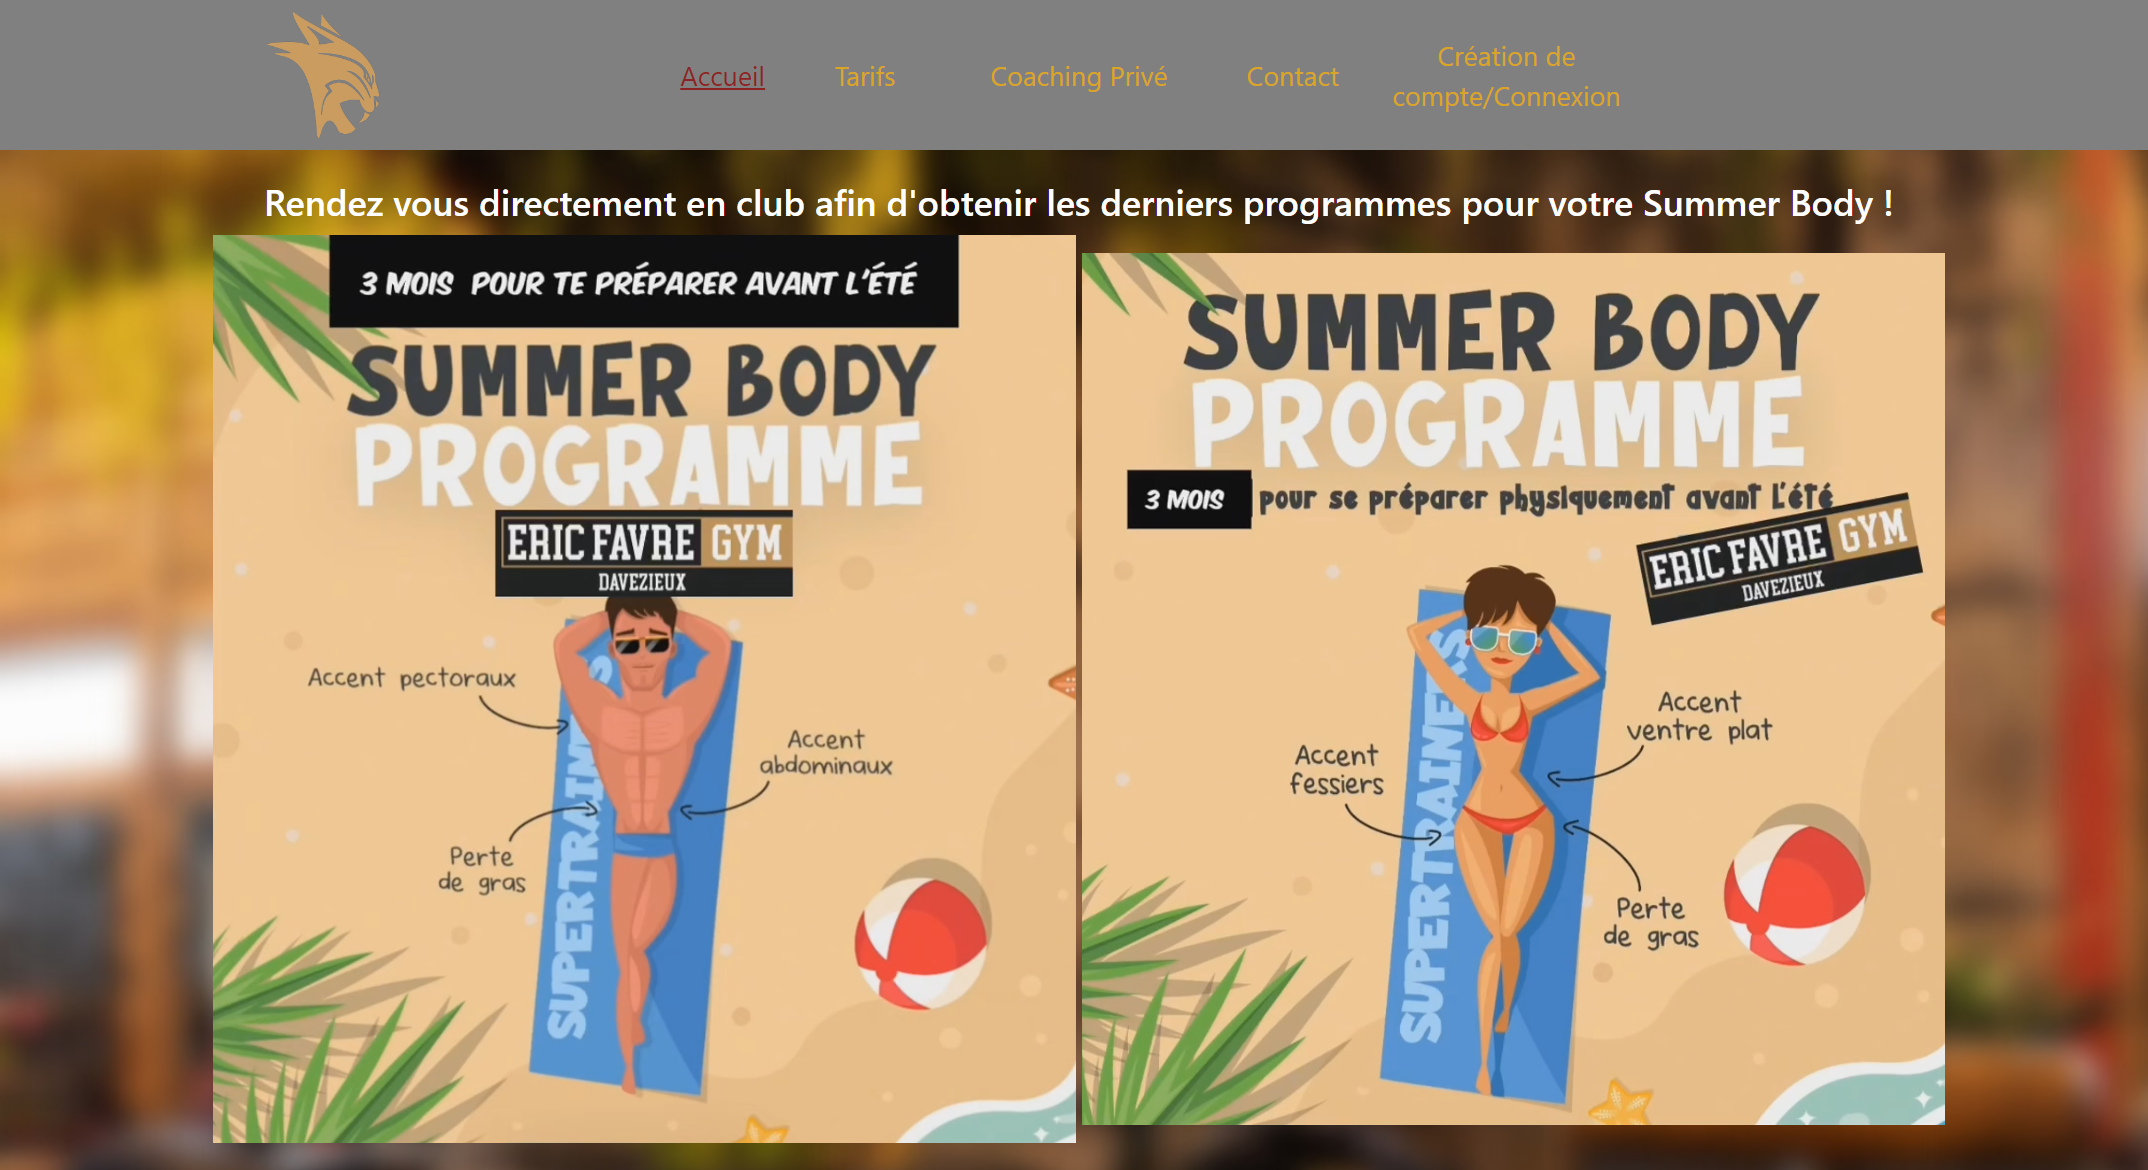 Accueil
Tarifs
Coaching Privé
Contact
Création de
compte/Connexion
Rendez vous directement en club afin d'obtenir les derniers programmes pour votre Summer Body !
3 MOIS POUR TE PRÉPARER AVANT L'ÉTÉ
SUMMER BODY
PROGRAMME
ERIC FAVRE GYM
DAVEZIEUX
Accent pectoraux
Accent
abdominaux
Perte
de gras
SUPERTRAINERS
SUMMER BODY
PROGRAMME
3 MOIS pour se préparer physiquement avant l'été
ERIC FAVRE GYM
DAVEZIEUX
Accent
ventre plat
Accent
fessiers
Perte
de gras
SUPERTRAINERS